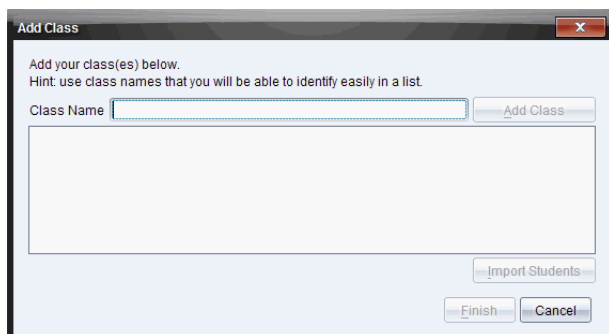 Add Class
Add your class(es) below.
Hint: use class names that you will be able to identify easily in a list.
Class Name Add Class
Import Students
Finish Cancel